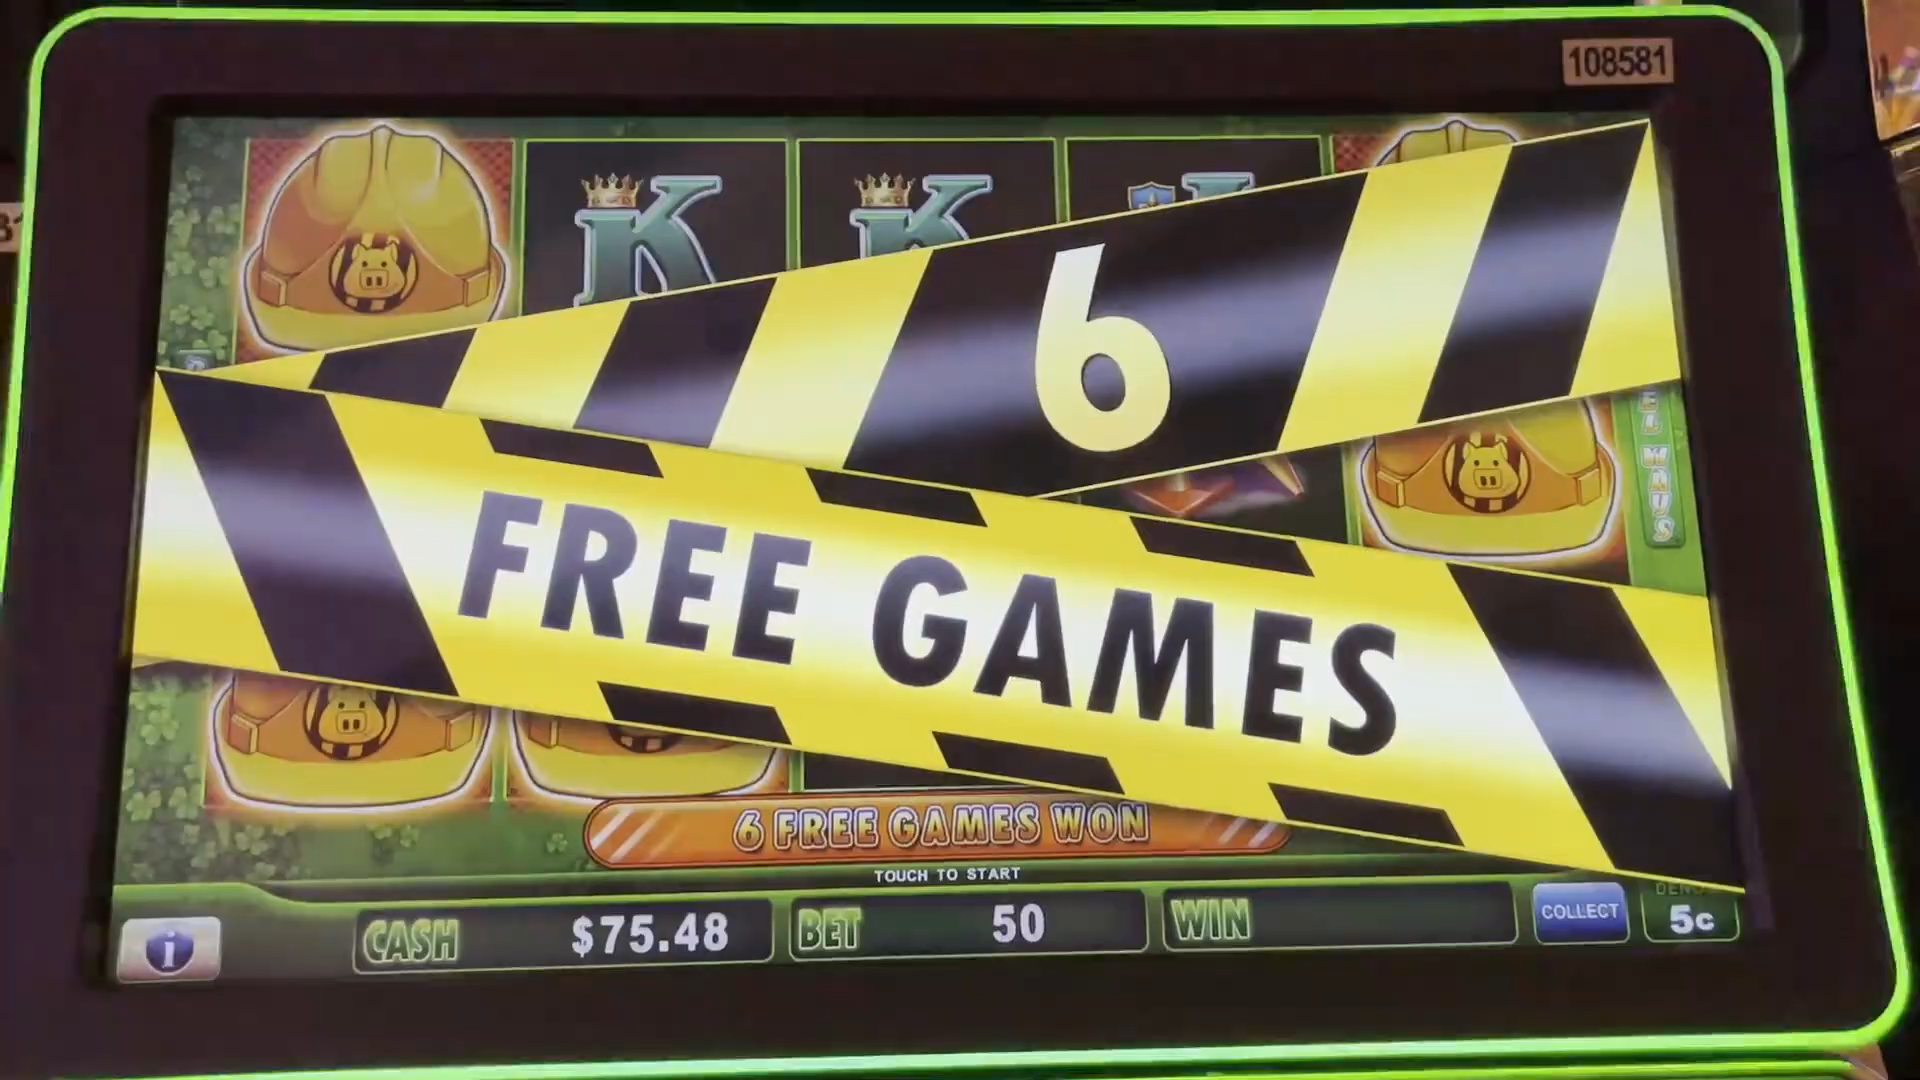 108581
K
K
6
FREE GAMES
6 FREE GAMES WON
TOUCH TO START
CASH $75.48
BET 50
WIN
COLLECT
5c
i